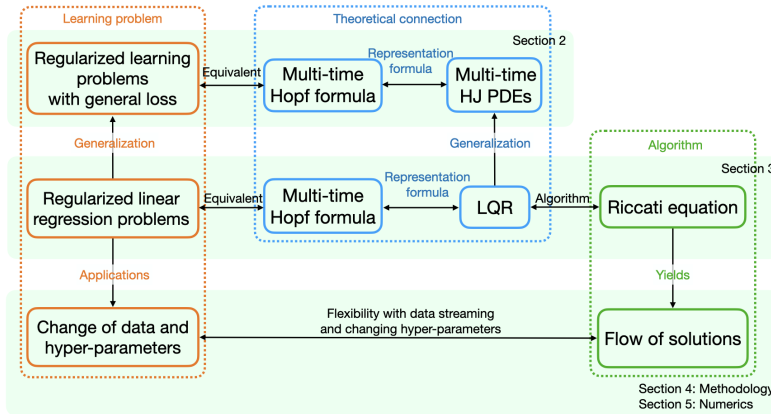 Learning problem
Theoretical connection
Section 2
Regularized learning
problems
with general loss
Equivalent
Multi-time
Hopf formula
Representation
formula
Multi-time
HJ PDEs
Generalization
Generalization
Algorithm
Section 3
Regularized linear
regression problems
Equivalent
Multi-time
Hopf formula
Representation
formula
LQR
Algorithm
Riccati equation
Applications
Yields
Change of data and
hyper-parameters
Flexibility with data streaming
and changing hyper-parameters
Flow of solutions
Section 4: Methodology
Section 5: Numerics